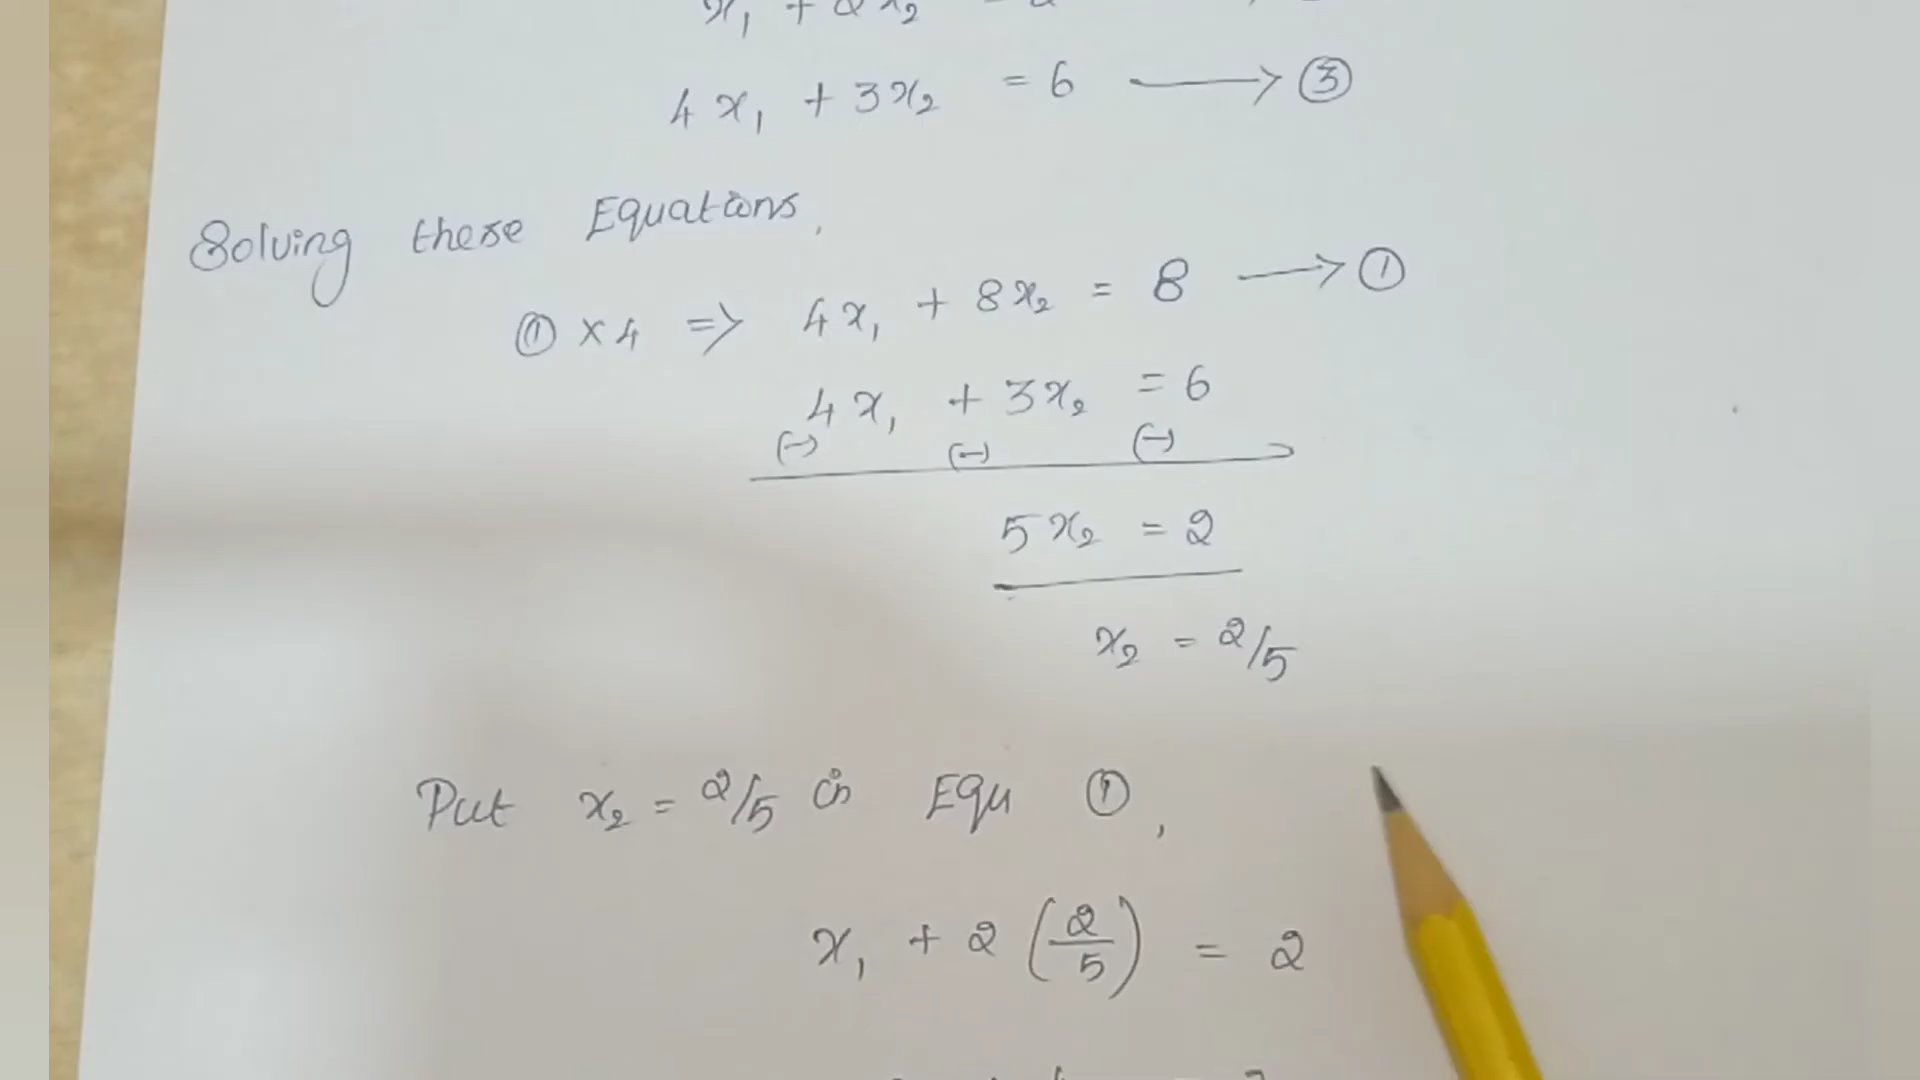 x₁ + 2x₂
4x₁ + 3x₂ = 6 → ③
Solving these Equations,
① × 4 => 4x₁ + 8x₂ = 8 → ①
4x₁ + 3x₂ = 6
(-) (-) (-)
5x₂ = 2
x₂ = 2/5
Put x₂ = 2/5 in Equ ①,
x₁ + 2 (2/5) = 2